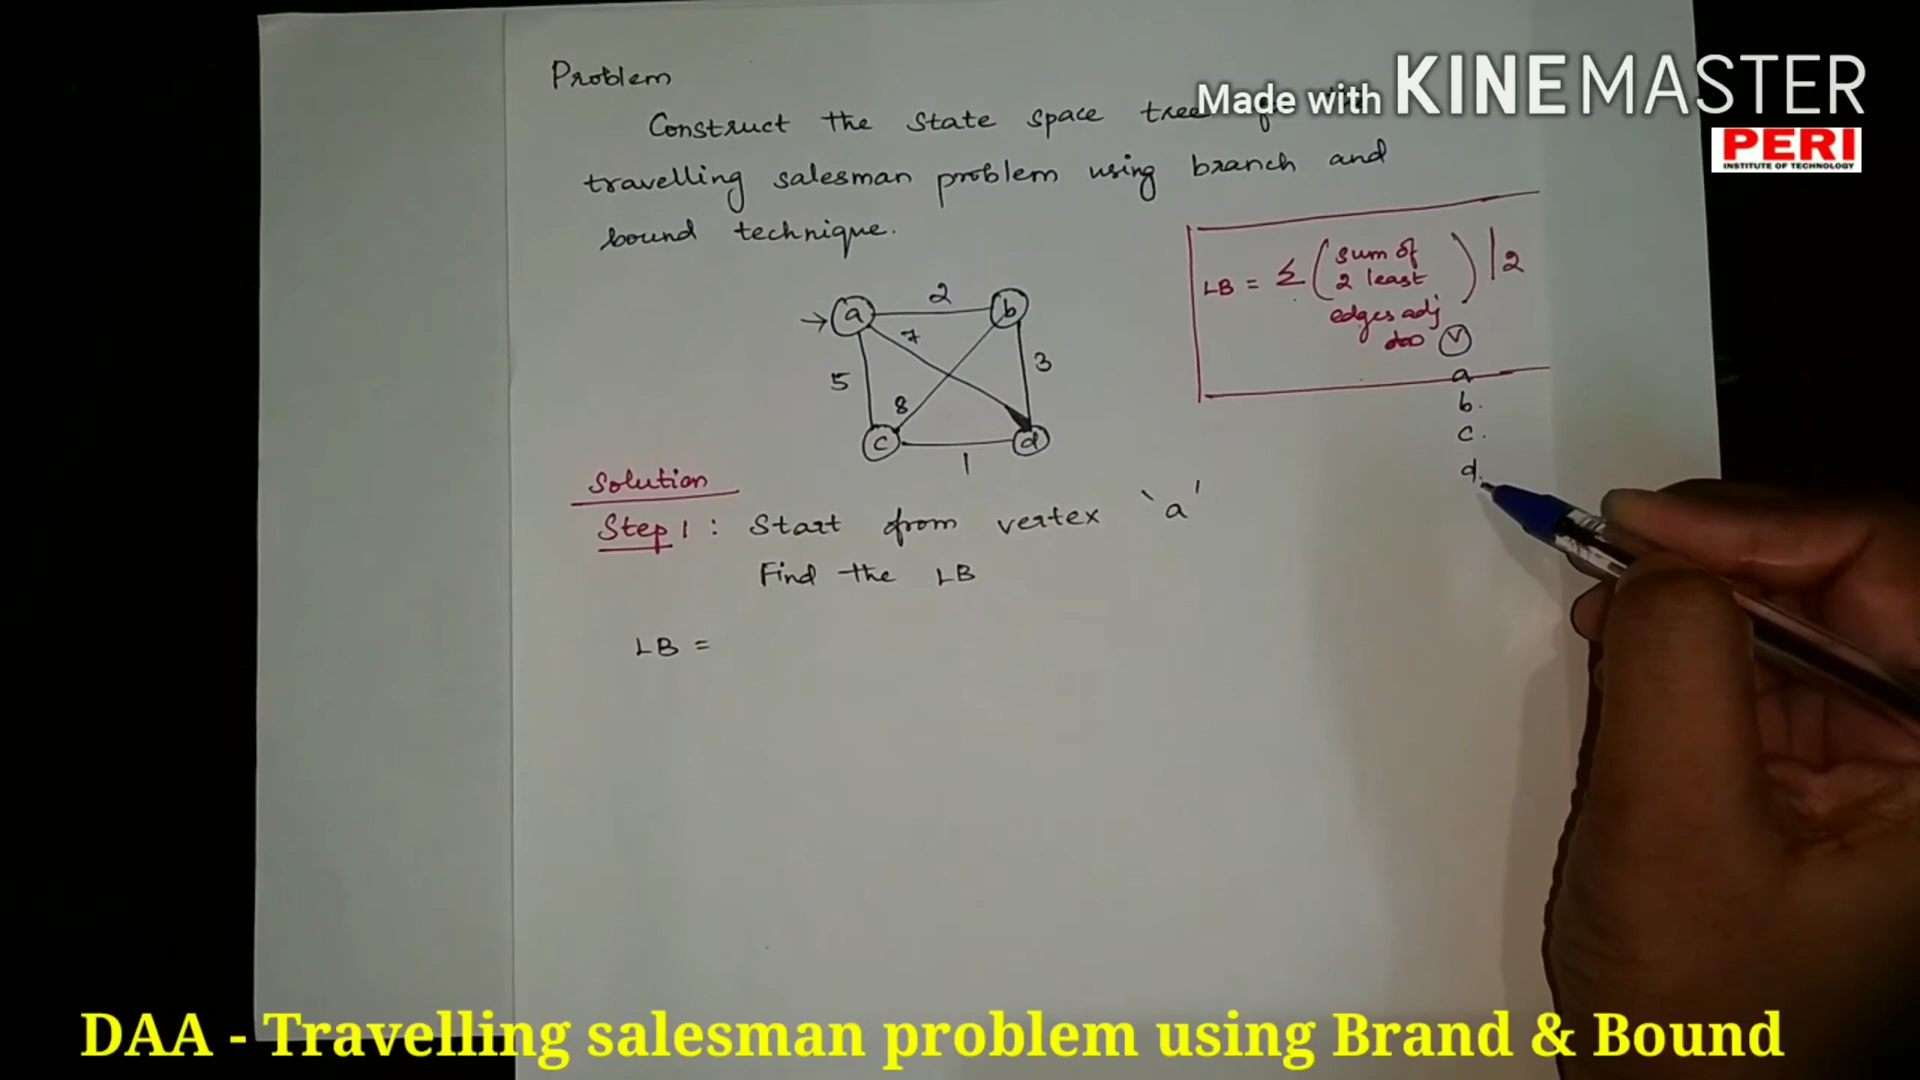 Problem
Made with KINEMASTER
Construct the state space tree
PERI
INSTITUTE OF TECHNOLOGY
travelling salesman problem using branch and
bound technique.
LB = Σ ( sum of
2 least
edges adj
V ) | 2
a
b.
c.
d.
a 2 b
7
5 3
8
c d
1
Solution
Step 1 : Start from vertex `a'
Find the LB
LB =
DAA - Travelling salesman problem using Brand & Bound